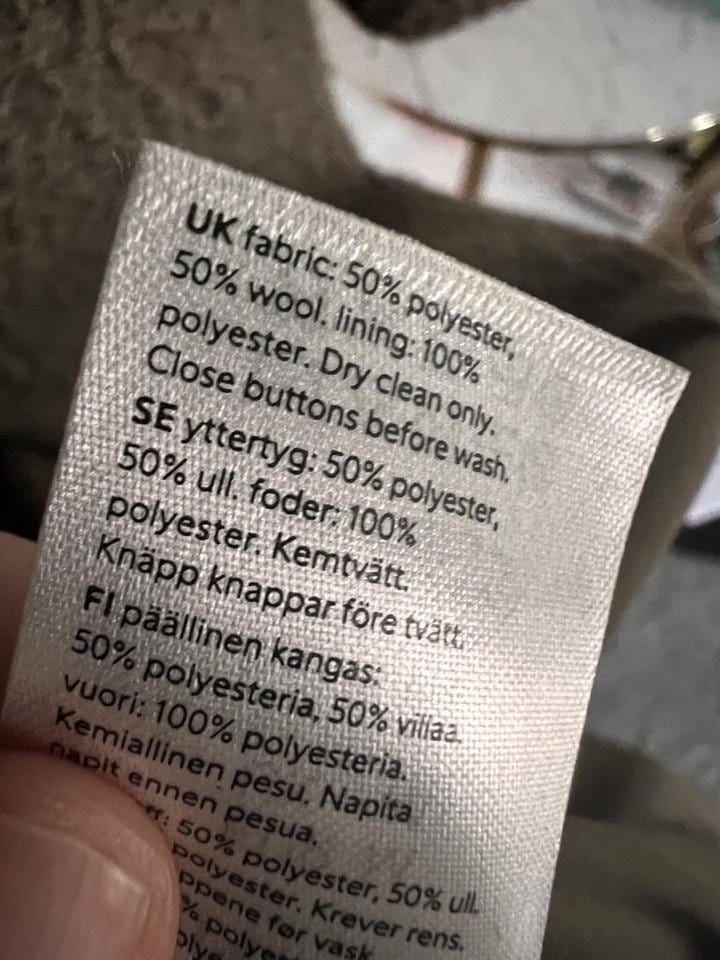 UK fabric: 50% polyester,
50% wool. lining: 100%
polyester. Dry clean only.
Close buttons before wash.
SE yttertyg: 50% polyester,
50% ull. foder: 100%
polyester. Kemtvätt.
Knäpp knappar före tvätt.
FI päällinen kangas:
50% polyesteria, 50% villaa.
vuori: 100% polyesteria.
Kemiallinen pesu. Napita
napit ennen pesua.
50% polyester, 50% ull.
polyester. Krever rens.
før vask